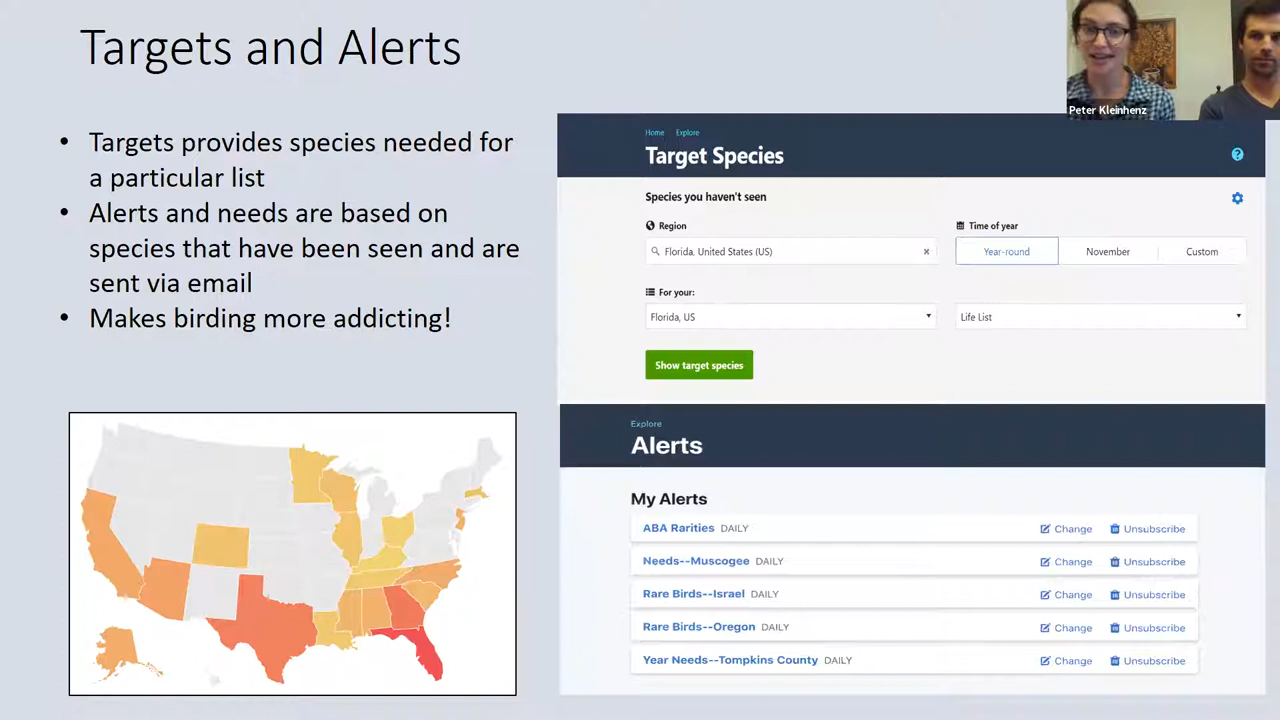 Targets and Alerts
Peter Kleinhenz
• Targets provides species needed for
a particular list
• Alerts and needs are based on
species that have been seen and are
sent via email
• Makes birding more addicting!
Home Explore
Target Species
Species you haven't seen
Region
Time of year
Florida, United States (US)
Year-round November Custom
For your:
Florida, US
Life List
Show target species
Explore
Alerts
My Alerts
ABA Rarities DAILY Change Unsubscribe
Needs--Muscogee DAILY Change Unsubscribe
Rare Birds--Israel DAILY Change Unsubscribe
Rare Birds--Oregon DAILY Change Unsubscribe
Year Needs--Tompkins County DAILY Change Unsubscribe